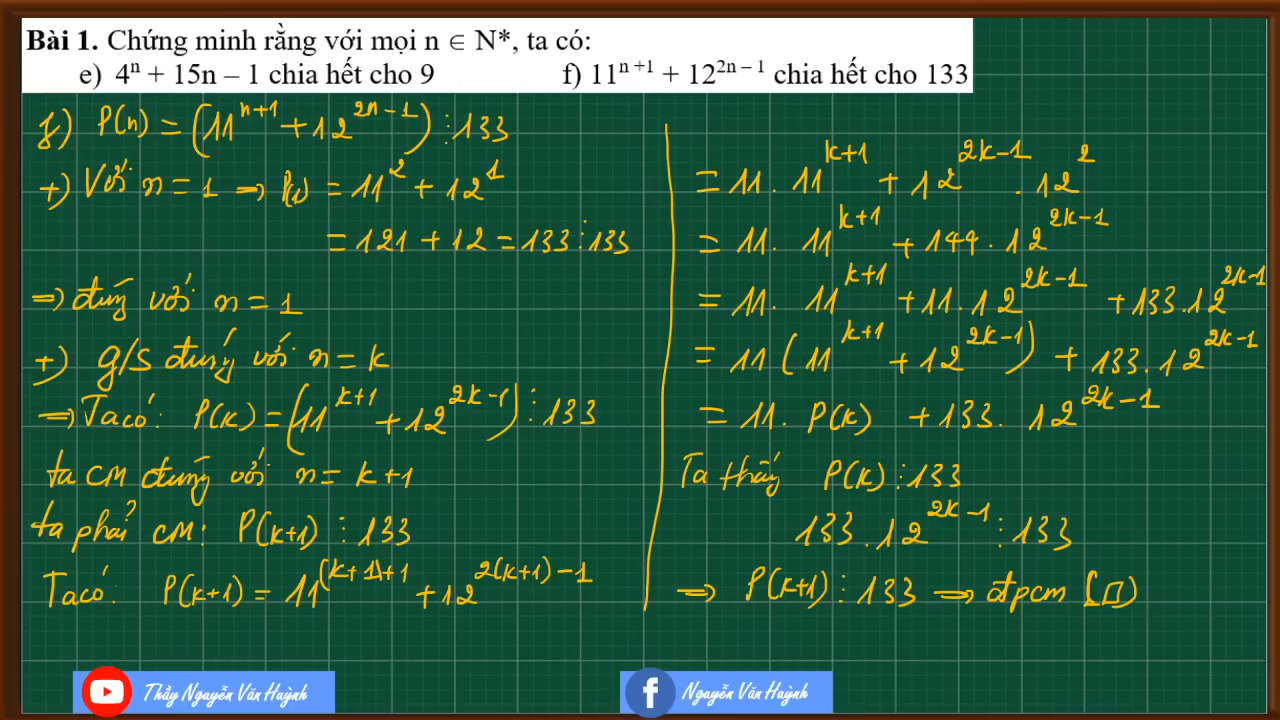 Bài 1. Chứng minh rằng với mọi n ∈ N*, ta có:
e) 4ⁿ + 15n – 1 chia hết cho 9 f) 11ⁿ⁺¹ + 12²ⁿ⁻¹ chia hết cho 133
f) P(n) = (11ⁿ⁺¹ + 12²ⁿ⁻¹) ⋮ 133
+) Với n = 1 ⇒ P(1) = 11² + 12¹
= 121 + 12 = 133 ⋮ 133
⇒ đúng với n = 1
+) g/s đúng với n = k
⇒ Ta có: P(k) = (11ᵏ⁺¹ + 12²ᵏ⁻¹) ⋮ 133
ta CM đúng với n = k+1
ta phải CM: P(k+1) ⋮ 133
Ta có: P(k+1) = 11⁽ᵏ⁺¹⁾⁺¹ + 12²⁽ᵏ⁺¹⁾⁻¹
= 11. 11ᵏ⁺¹ + 12²ᵏ⁻¹ . 12²
= 11. 11ᵏ⁺¹ + 144. 12²ᵏ⁻¹
= 11. 11ᵏ⁺¹ + 11. 12²ᵏ⁻¹ + 133. 12²ᵏ⁻¹
= 11 (11ᵏ⁺¹ + 12²ᵏ⁻¹) + 133. 12²ᵏ⁻¹
= 11. P(k) + 133. 12²ᵏ⁻¹
Ta thấy P(k) ⋮ 133
133. 12²ᵏ⁻¹ ⋮ 133
⇒ P(k+1) ⋮ 133 ⇒ đpcm (□)
Thầy Nguyễn Văn Huỳnh
Nguyễn Văn Huỳnh